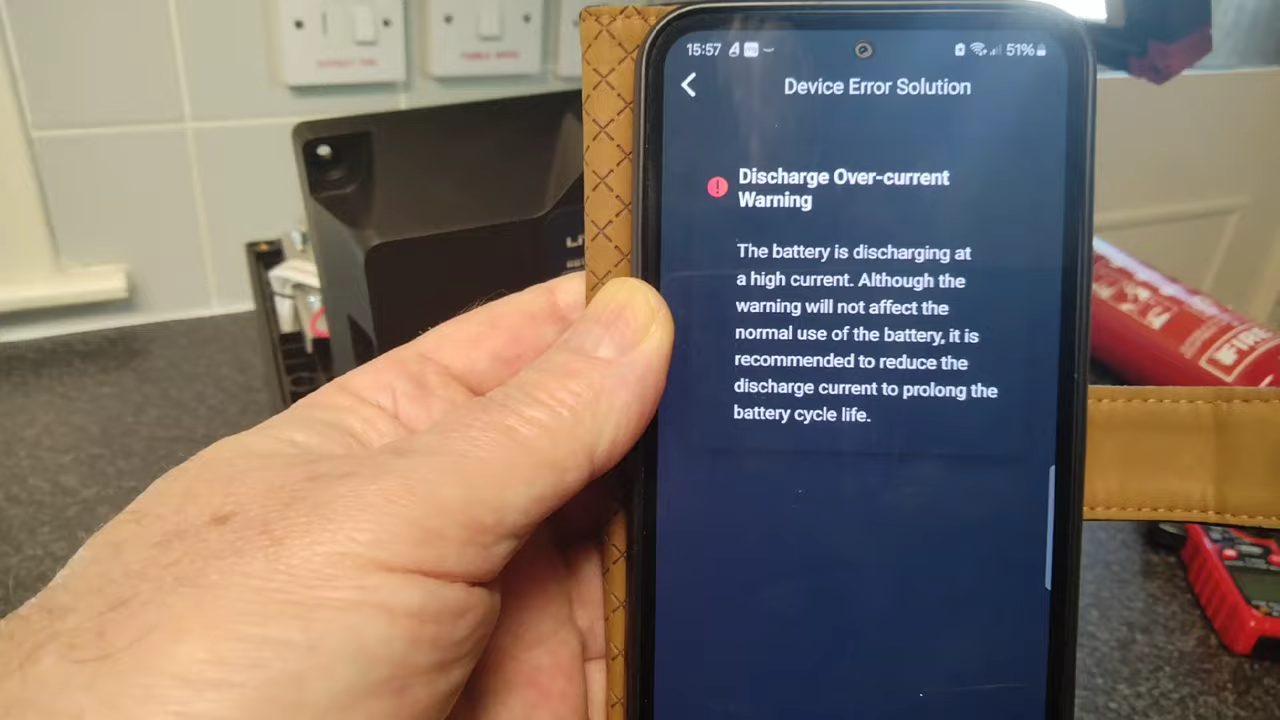 15:57
51%
Device Error Solution
Discharge Over-current
Warning
The battery is discharging at
a high current. Although the
warning will not affect the
normal use of the battery, it is
recommended to reduce the
discharge current to prolong the
battery cycle life.
FIRE